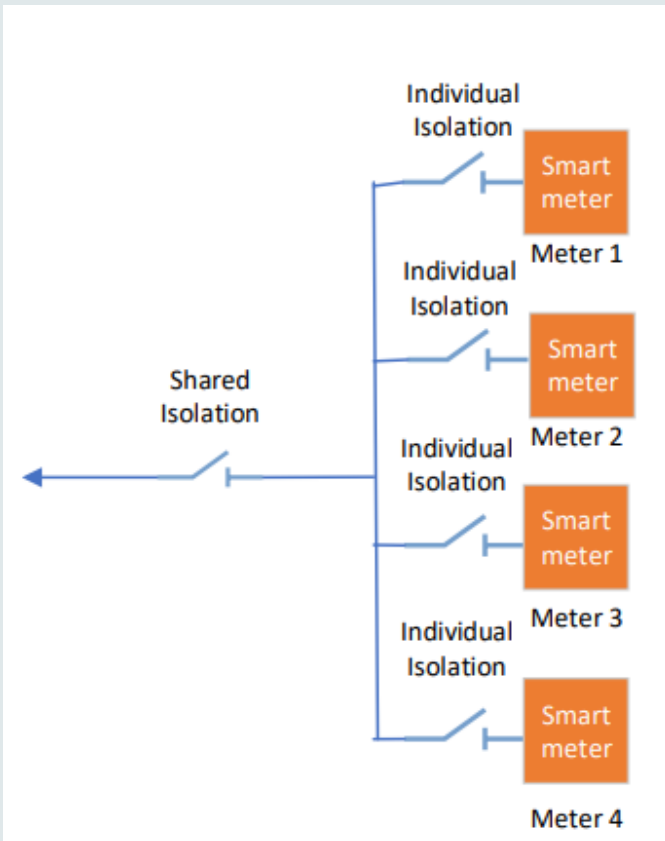 Individual
Isolation
Smart
meter
Meter 1
Individual
Isolation
Smart
meter
Meter 2
Shared
Isolation
Individual
Isolation
Smart
meter
Meter 3
Individual
Isolation
Smart
meter
Meter 4